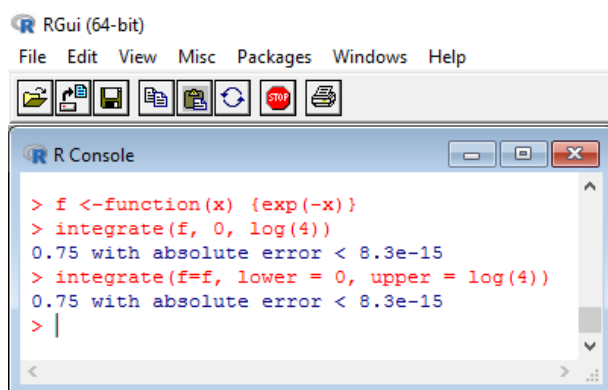 RGui (64-bit)
File Edit View Misc Packages Windows Help
STOP
R Console
> f <-function(x) {exp(-x)}
> integrate(f, 0, log(4))
0.75 with absolute error < 8.3e-15
> integrate(f=f, lower = 0, upper = log(4))
0.75 with absolute error < 8.3e-15
>